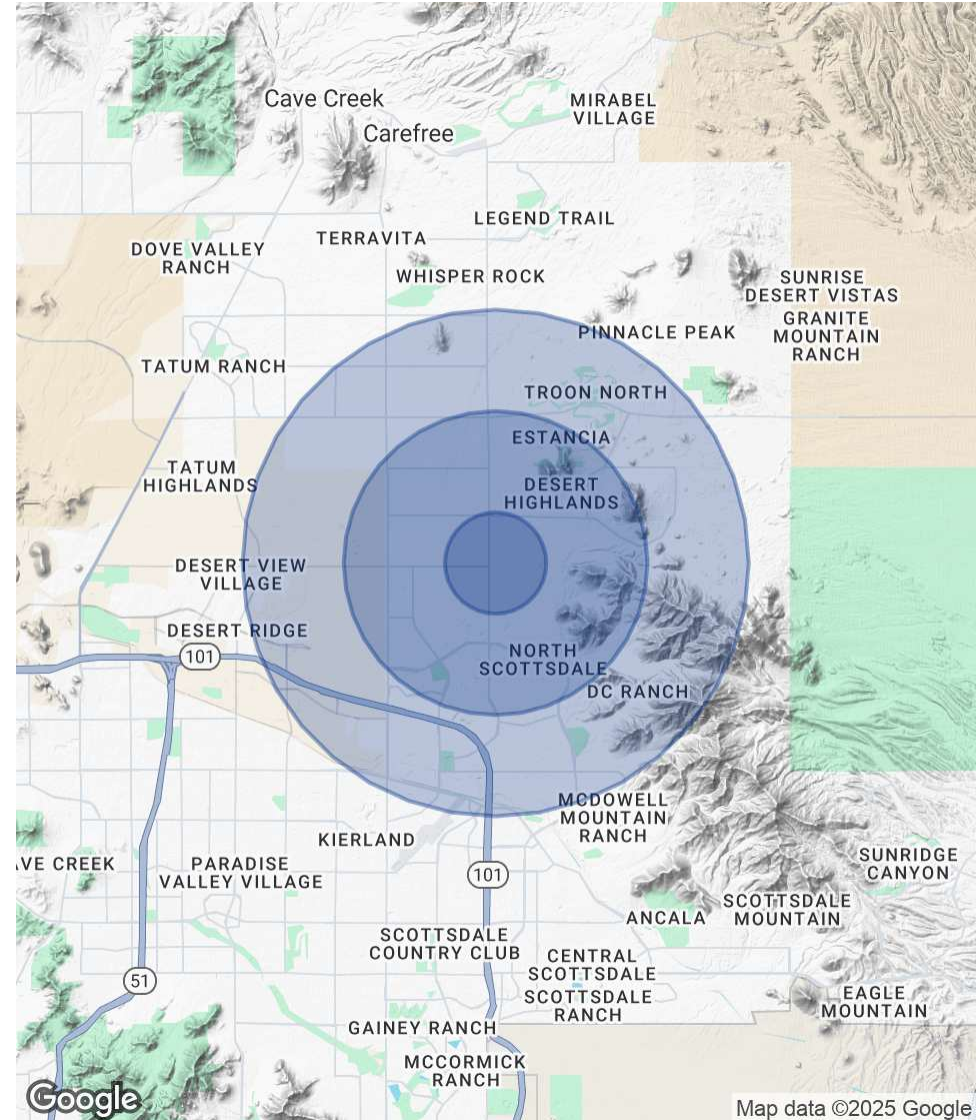 Cave Creek
MIRABEL
VILLAGE
Carefree
LEGEND TRAIL
TERRAVITA
DOVE VALLEY
RANCH
WHISPER ROCK
SUNRISE
DESERT VISTAS
GRANITE
MOUNTAIN
RANCH
PINNACLE PEAK
TATUM RANCH
TROON NORTH
ESTANCIA
TATUM
HIGHLANDS
DESERT
HIGHLANDS
DESERT VIEW
VILLAGE
DESERT RIDGE
101
NORTH
SCOTTSDALE
DC RANCH
MCDOWELL
MOUNTAIN
RANCH
KIERLAND
AVE CREEK
PARADISE
VALLEY VILLAGE
101
SUNRIDGE
CANYON
ANCALA
SCOTTSDALE
MOUNTAIN
SCOTTSDALE
COUNTRY CLUB
CENTRAL
SCOTTSDALE
51
SCOTTSDALE
RANCH
EAGLE
MOUNTAIN
GAINEY RANCH
MCCORMICK
RANCH
Google
Map data ©2025 Google